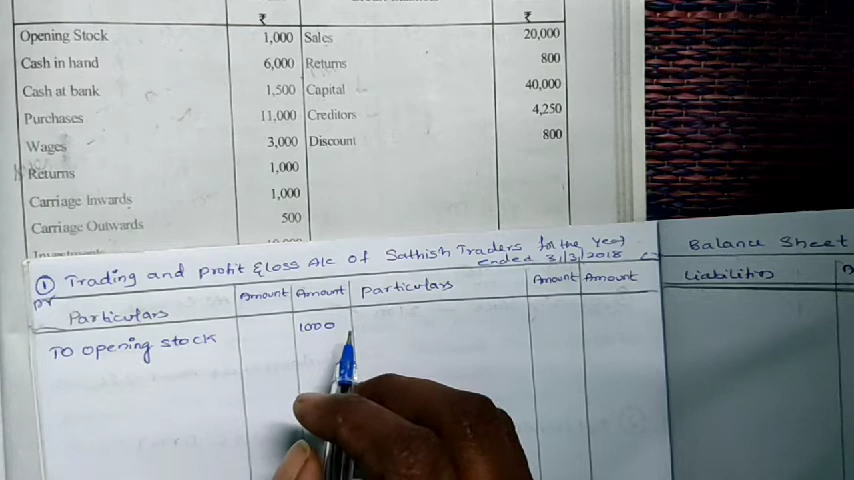 ₹ ₹
Opening Stock 1,000 Sales 20,000
Cash in hand 6,000 Returns 800
Cash at bank 1,500 Capital 40,000
Purchases 11,000 Creditors 4,250
Wages 3,000 Discount 800
Returns 1,000
Carriage Inwards 1,000
Carriage Outwards 500
① Trading and profit & loss A/c of Sathish Traders for the Year
ended 31/3/2018
Dr
Particulars Amount Amount Particulars Amount Amount
To opening stock 1000
Balance Sheet
Liabilities